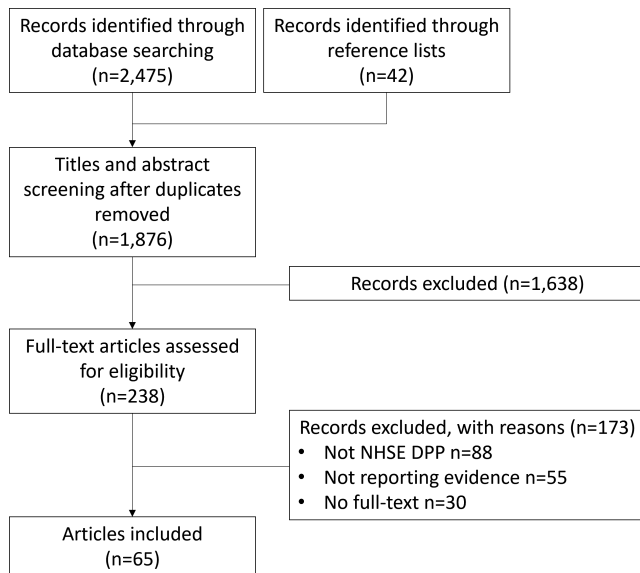 Records identified through
database searching
(n=2,475)
Records identified through
reference lists
(n=42)
Titles and abstract
screening after duplicates
removed
(n=1,876)
Records excluded (n=1,638)
Full-text articles assessed
for eligibility
(n=238)
Records excluded, with reasons (n=173)
• Not NHSE DPP n=88
• Not reporting evidence n=55
• No full-text n=30
Articles included
(n=65)